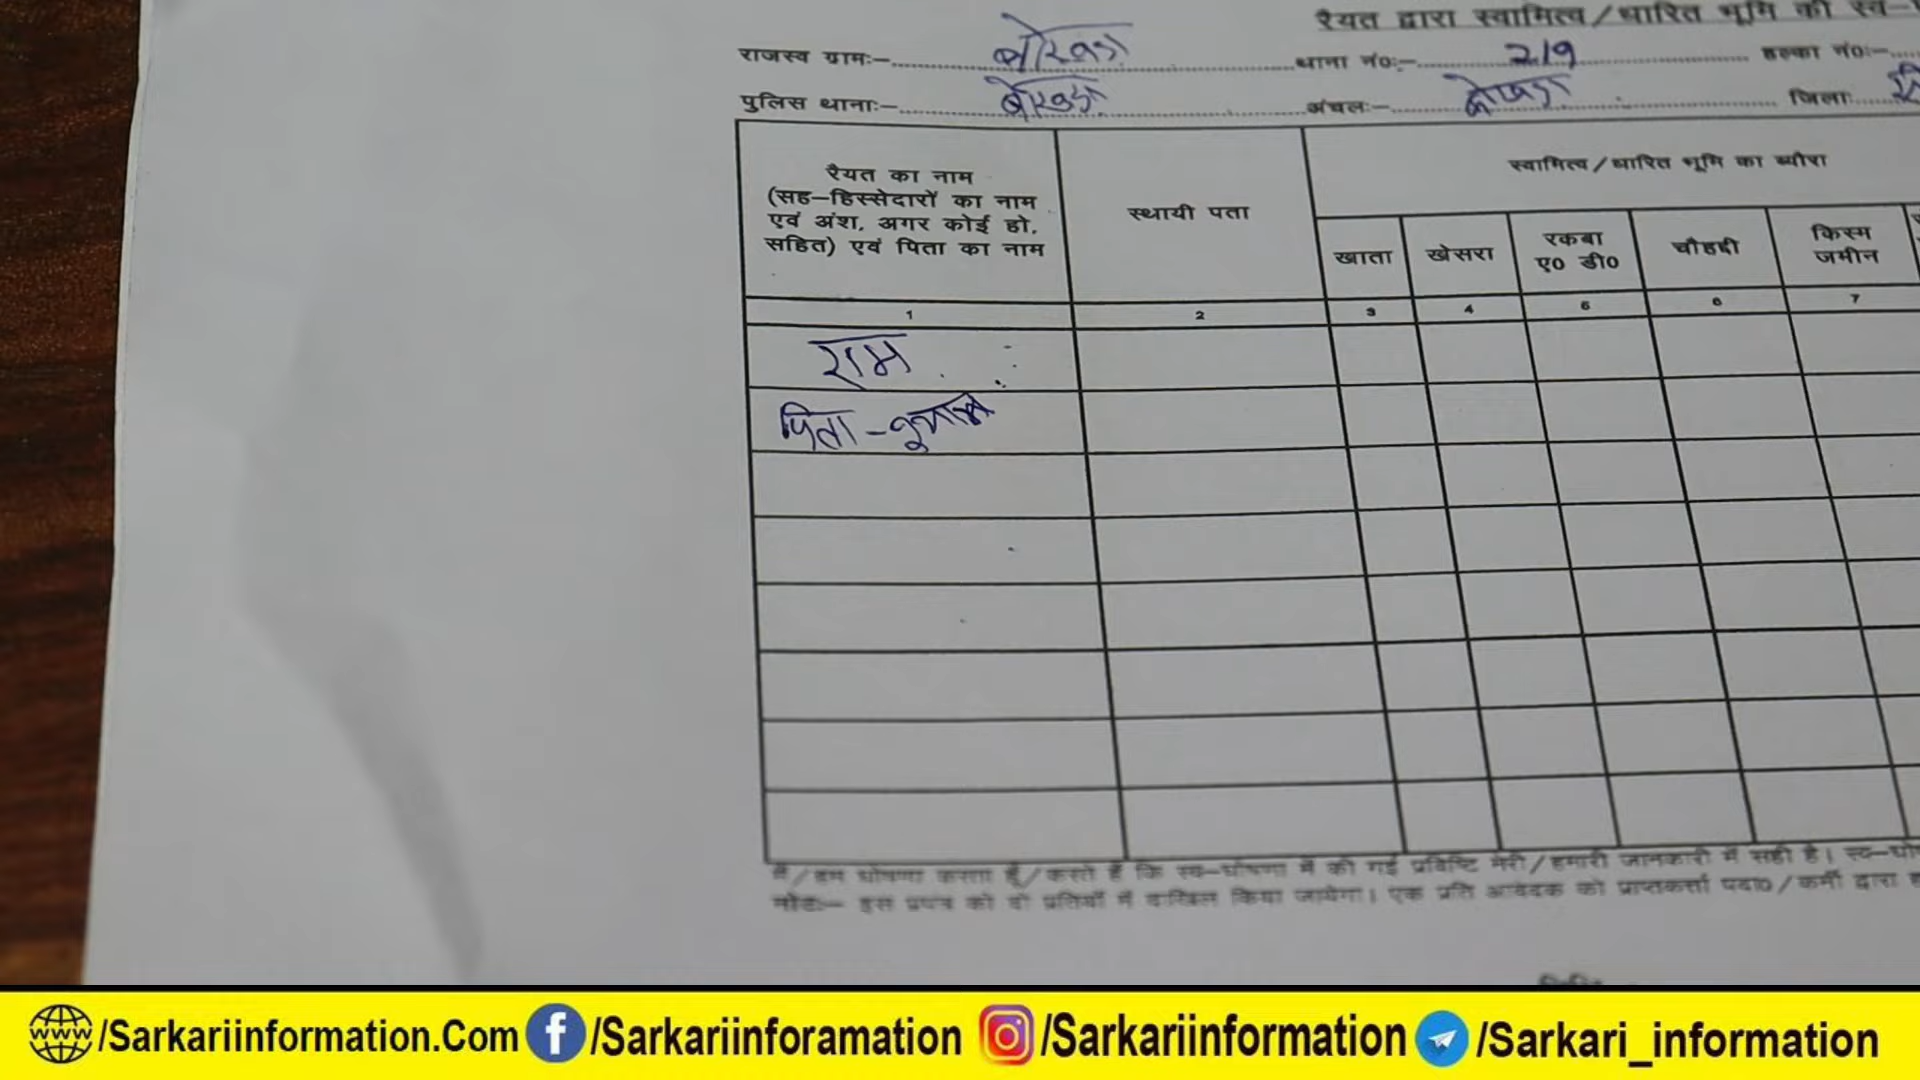 रैयत द्वारा स्वामित्व/धारित भूमि की स्व-
राजस्व ग्रामः- थाना नं0:- 219 हल्का नं0:-
पुलिस थानाः- अंचलः- जिलाः
रैयत का नाम
(सह-हिस्सेदारों का नाम
एवं अंश, अगर कोई हो,
सहित) एवं पिता का नाम
स्थायी पता
स्वामित्व/धारित भूमि का ब्यौरा
खाता
खेसरा
रकबा
ए0 डी0
चौहद्दी
किस्म
जमीन
1 2 3 4 5 6 7
राम
पिता -
मैं/हम घोषणा करता हूँ/करते हैं कि स्व-घोषणा में की गई प्रविष्टि मेरी/हमारी जानकारी में सही है। स्व-घो
नोटः- इस प्रपत्र को दो प्रतियों में दाखिल किया जायेगा। एक प्रति आवेदक को प्राप्तकर्त्ता पदा0/कर्मी द्वारा ह
/Sarkariinformation.Com /Sarkariinforamation /Sarkariinformation /Sarkari_information